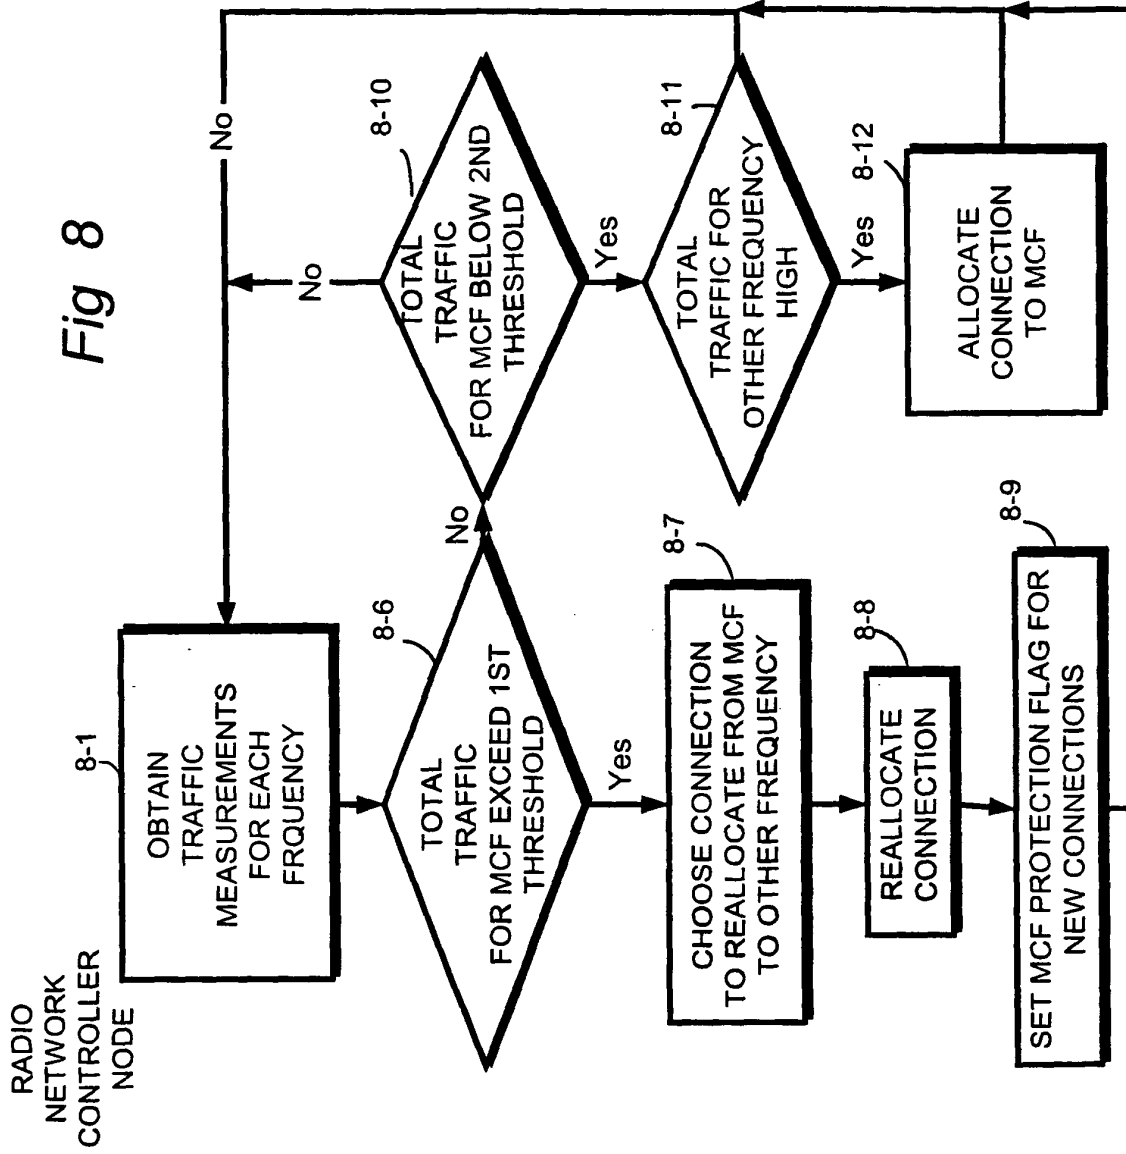 Fig 8
RADIO
NETWORK
CONTROLLER
NODE
8-1
OBTAIN
TRAFFIC
MEASUREMENTS
FOR EACH
FRQUENCY
8-6
TOTAL
TRAFFIC
FOR MCF EXCEED 1ST
THRESHOLD
No
Yes
8-7
CHOOSE CONNECTION
TO REALLOCATE FROM MCF
TO OTHER FREQUENCY
8-8
REALLOCATE
CONNECTION
8-9
SET MCF PROTECTION FLAG FOR
NEW CONNECTIONS
8-10
TOTAL
TRAFFIC
FOR MCF BELOW 2ND
THRESHOLD
No
Yes
8-11
TOTAL
TRAFFIC FOR
OTHER FREQUENCY
HIGH
No
Yes
8-12
ALLOCATE
CONNECTION
TO MCF